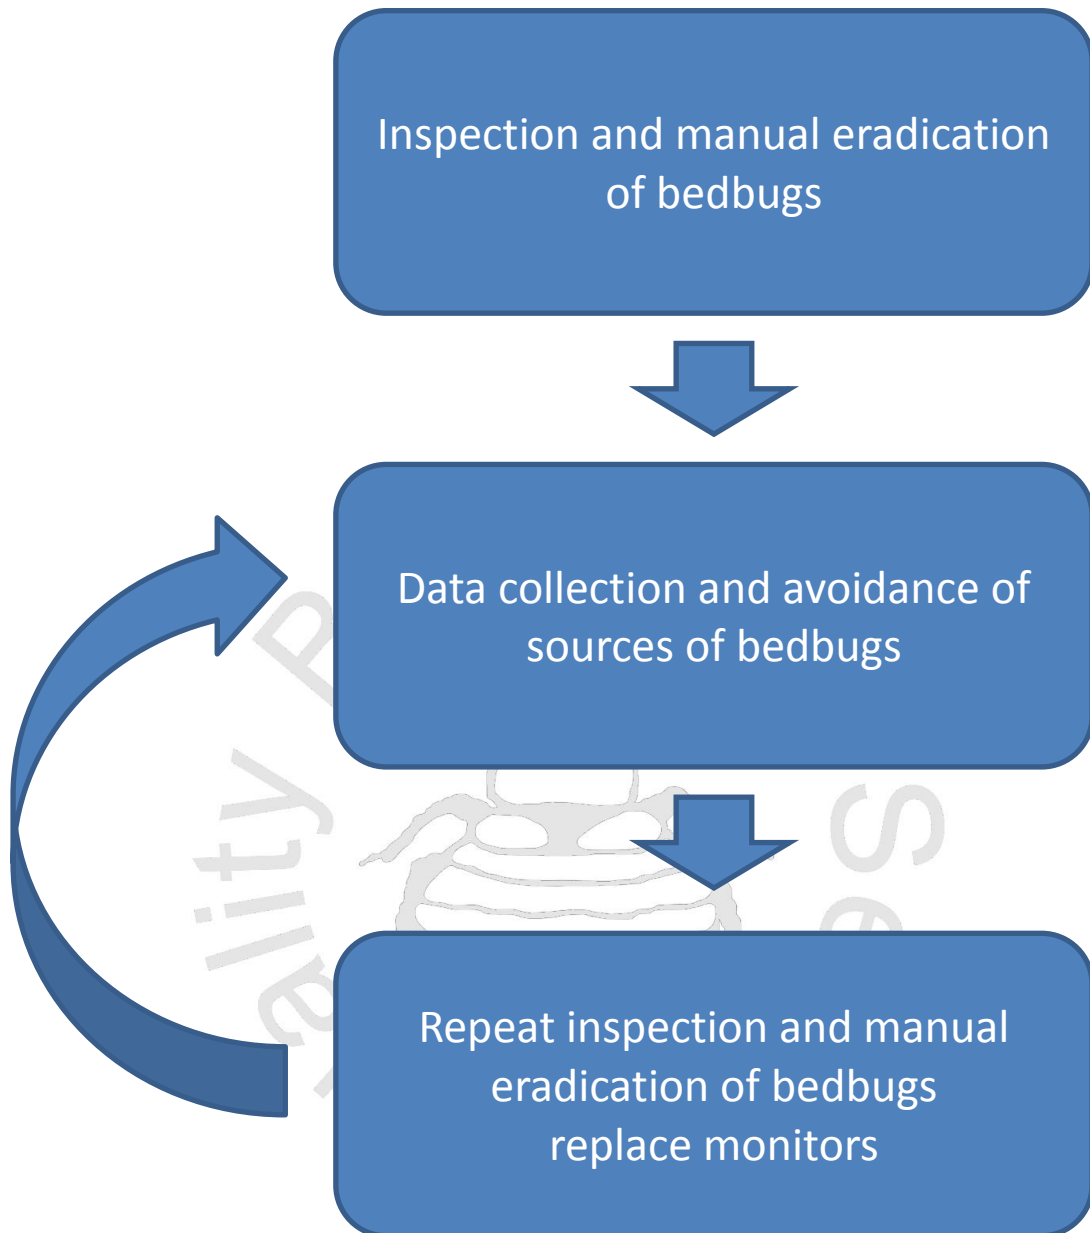 Inspection and manual eradication
of bedbugs
Data collection and avoidance of
sources of bedbugs
Repeat inspection and manual
eradication of bedbugs
replace monitors